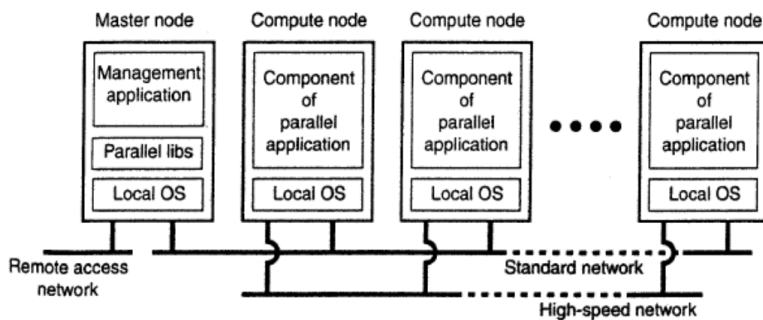 Master node
Compute node
Compute node
Compute node
Management
application
Parallel libs
Local OS
Component
of
parallel
application
Local OS
Component
of
parallel
application
Local OS
Component
of
parallel
application
Local OS
Remote access
network
Standard network
High-speed network